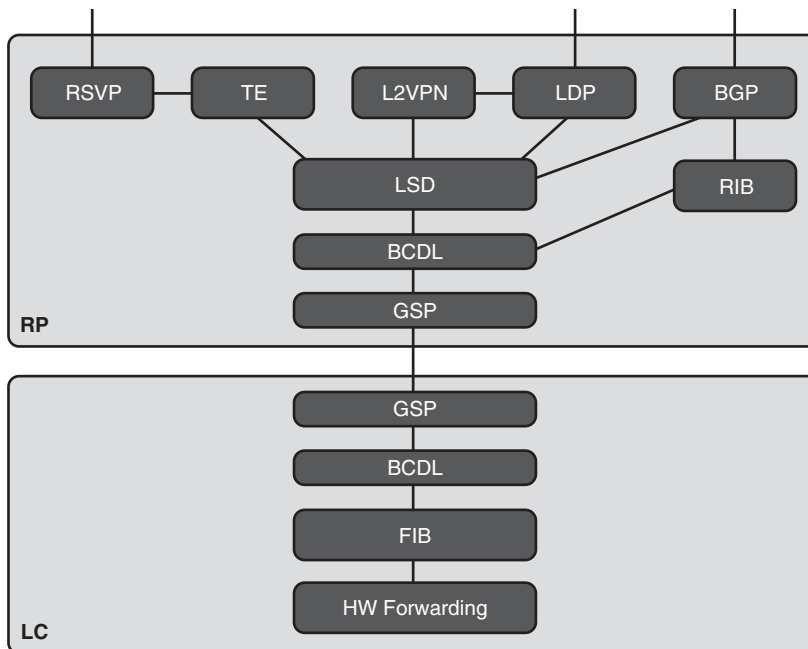 RSVP
TE
L2VPN
LDP
BGP
LSD
RIB
BCDL
GSP
RP
GSP
BCDL
FIB
HW Forwarding
LC